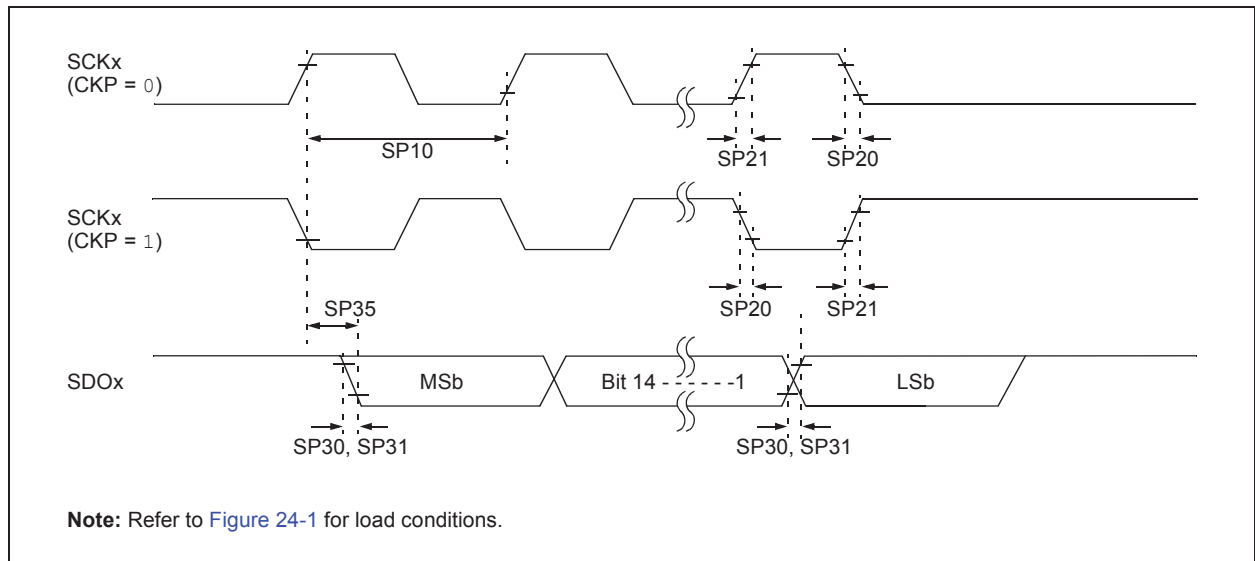 SCKx
(CKP = 0)
SP10
SP21
SP20
SCKx
(CKP = 1)
SP35
SP20
SP21
SDOx
MSb
Bit 14 - - - - - - -1
LSb
SP30, SP31
SP30, SP31
Note: Refer to Figure 24-1 for load conditions.